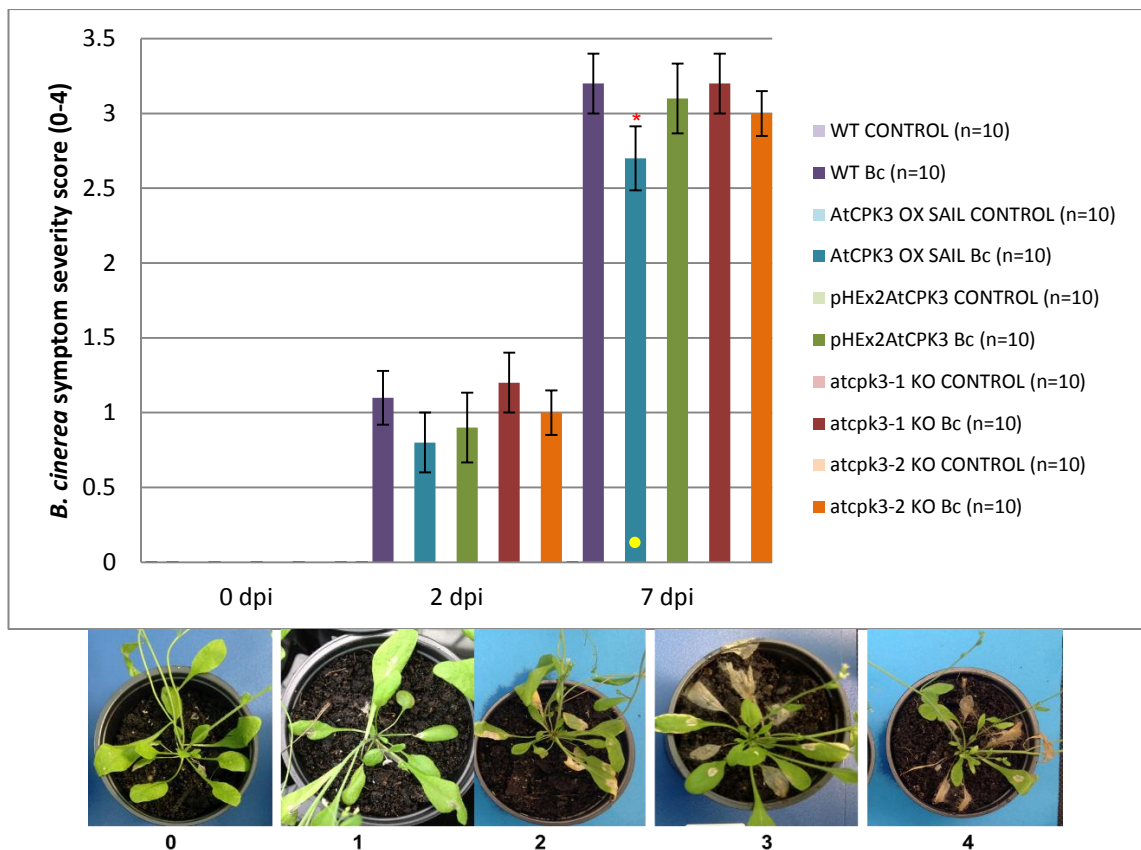 B. cinerea symptom severity score (0-4)
3.5
3
2.5
2
1.5
1
0.5
0
*
0 dpi
2 dpi
7 dpi
WT CONTROL (n=10)
WT Bc (n=10)
AtCPK3 OX SAIL CONTROL (n=10)
AtCPK3 OX SAIL Bc (n=10)
pHEx2AtCPK3 CONTROL (n=10)
pHEx2AtCPK3 Bc (n=10)
atcpk3-1 KO CONTROL (n=10)
atcpk3-1 KO Bc (n=10)
atcpk3-2 KO CONTROL (n=10)
atcpk3-2 KO Bc (n=10)
0
1
2
3
4